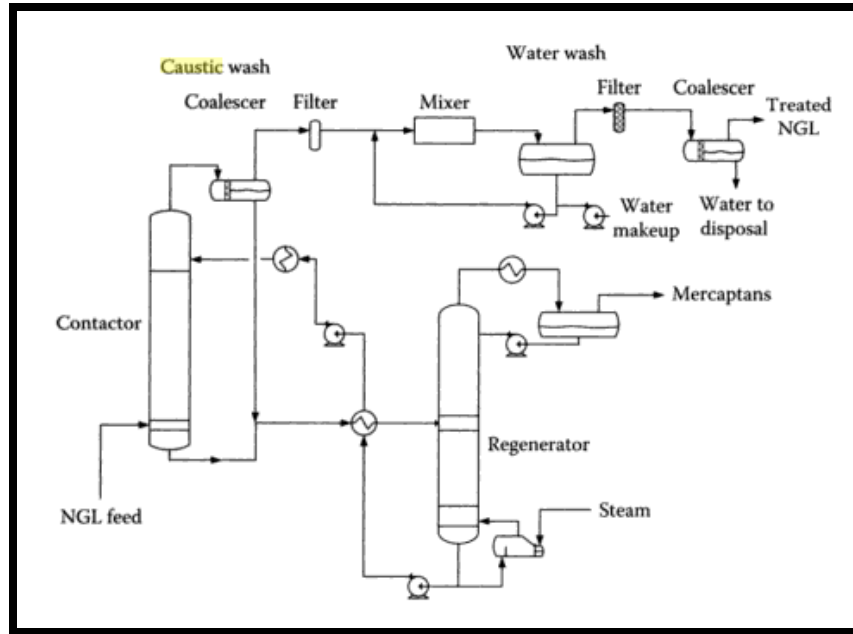 Caustic wash
Water wash
Coalescer
Filter
Mixer
Filter
Coalescer
Treated
NGL
Water
makeup
Water to
disposal
Contactor
Mercaptans
Regenerator
NGL feed
Steam